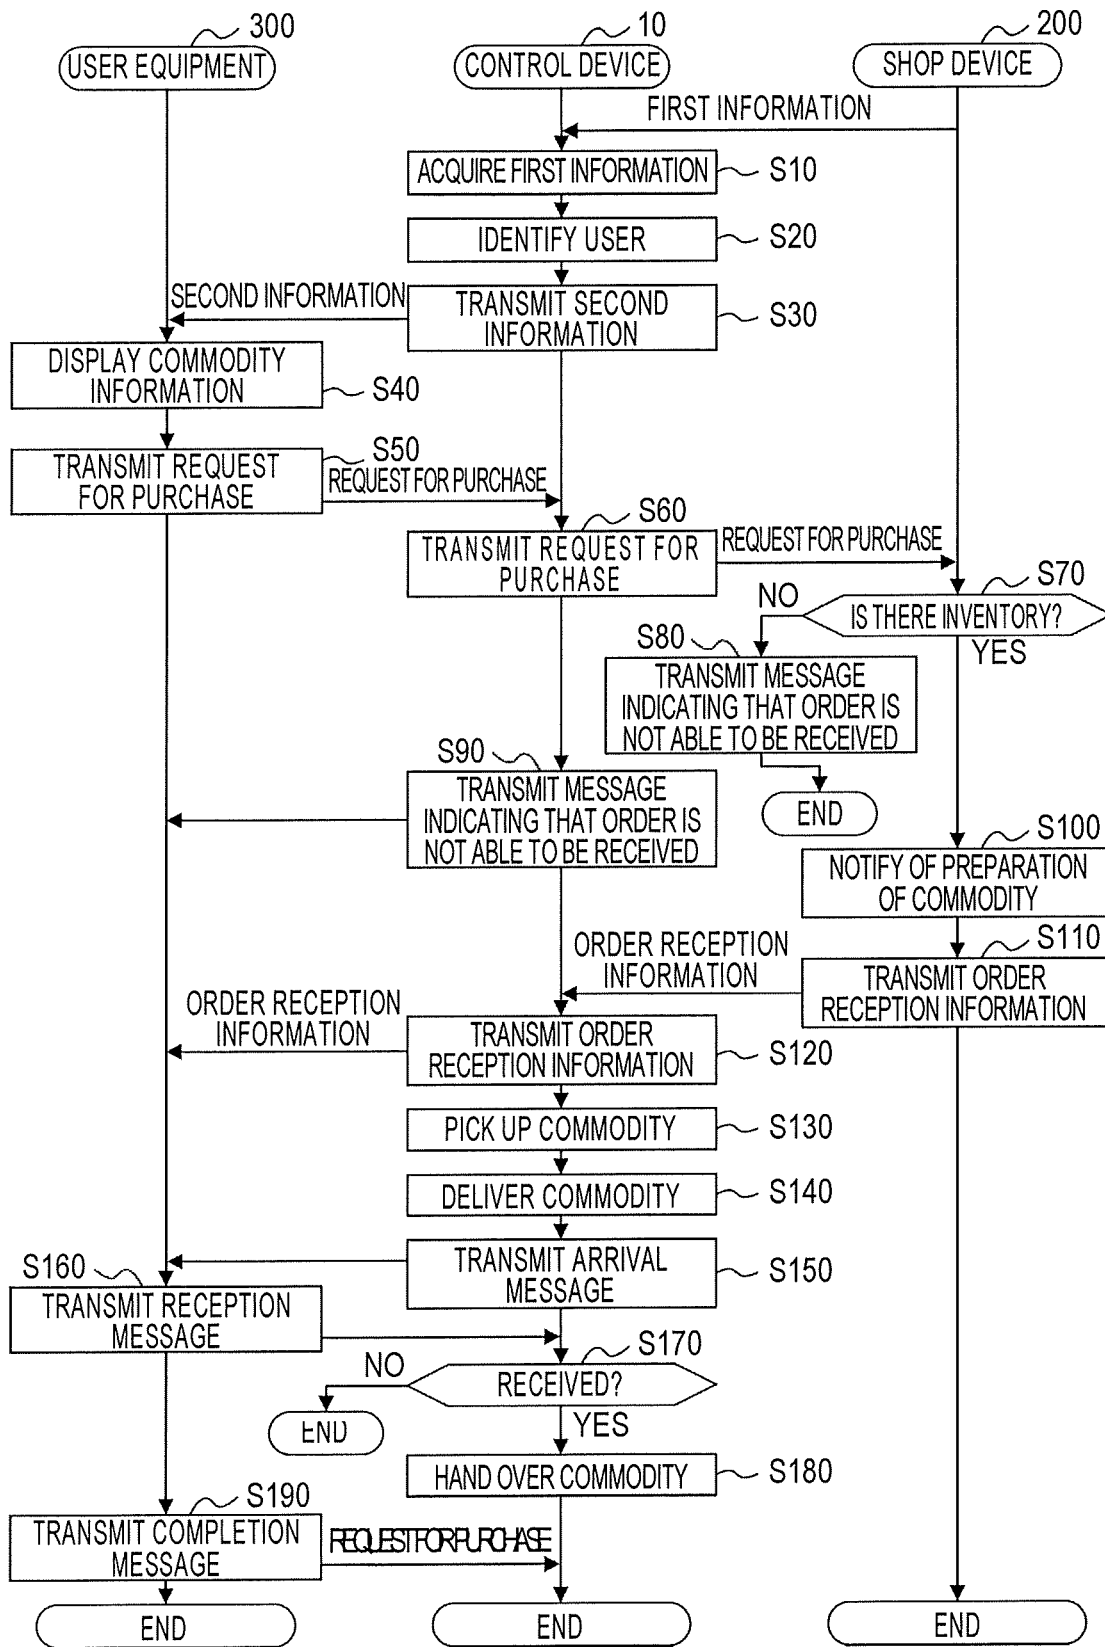 300
10
200
USER EQUIPMENT
CONTROL DEVICE
SHOP DEVICE
FIRST INFORMATION
ACQUIRE FIRST INFORMATION
S10
IDENTIFY USER
S20
SECOND INFORMATION
TRANSMIT SECOND
INFORMATION
S30
DISPLAY COMMODITY
INFORMATION
S40
S50
TRANSMIT REQUEST
FOR PURCHASE
REQUEST FOR PURCHASE
S60
TRANSMIT REQUEST FOR
PURCHASE
REQUEST FOR PURCHASE
S70
IS THERE INVENTORY?
NO
YES
S80
TRANSMIT MESSAGE
INDICATING THAT ORDER IS
NOT ABLE TO BE RECEIVED
END
S90
TRANSMIT MESSAGE
INDICATING THAT ORDER IS
NOT ABLE TO BE RECEIVED
S100
NOTIFY OF PREPARATION
OF COMMODITY
S110
TRANSMIT ORDER
RECEPTION INFORMATION
ORDER RECEPTION
INFORMATION
ORDER RECEPTION
INFORMATION
TRANSMIT ORDER
RECEPTION INFORMATION
S120
PICK UP COMMODITY
S130
DELIVER COMMODITY
S140
TRANSMIT ARRIVAL
MESSAGE
S150
S160
TRANSMIT RECEPTION
MESSAGE
S170
RECEIVED?
NO
END
YES
HAND OVER COMMODITY
S180
S190
TRANSMIT COMPLETION
MESSAGE
REQUEST FOR PURCHASE
END
END
END